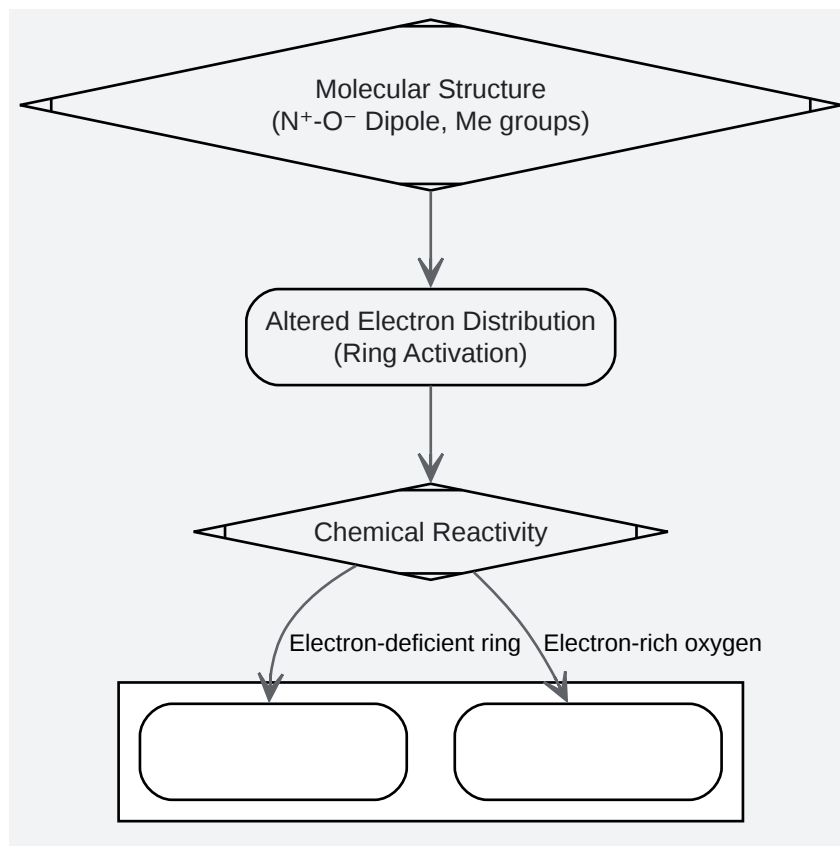 Molecular Structure
(N⁺-O⁻ Dipole, Me groups)
Altered Electron Distribution
(Ring Activation)
Chemical Reactivity
Electron-deficient ring
Electron-rich oxygen